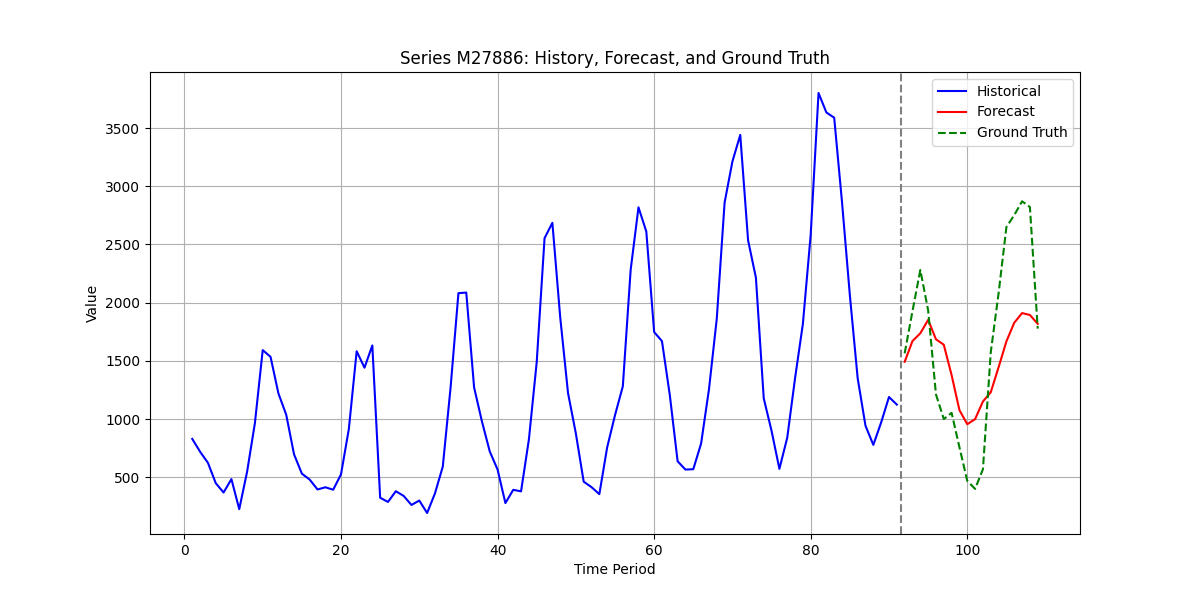 Series M27886: History, Forecast, and Ground Truth
Historical
Forecast
Ground Truth
3500
3000
2500
2000
1500
1000
500
Value
0 20 40 60 80 100
Time Period